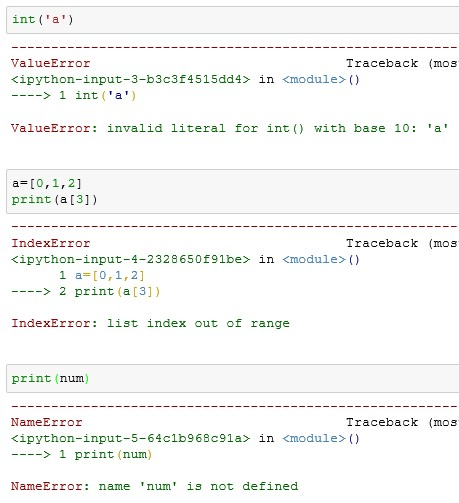 int('a')
---------------------------------------------------------
ValueError Traceback (mos
<ipython-input-3-b3c3f4515dd4> in <module>()
----> 1 int('a')
ValueError: invalid literal for int() with base 10: 'a'
a=[0,1,2]
print(a[3])
---------------------------------------------------------
IndexError Traceback (mos
<ipython-input-4-2328650f91be> in <module>()
1 a=[0,1,2]
----> 2 print(a[3])
IndexError: list index out of range
print(num)
---------------------------------------------------------
NameError Traceback (mos
<ipython-input-5-64c1b968c91a> in <module>()
----> 1 print(num)
NameError: name 'num' is not defined